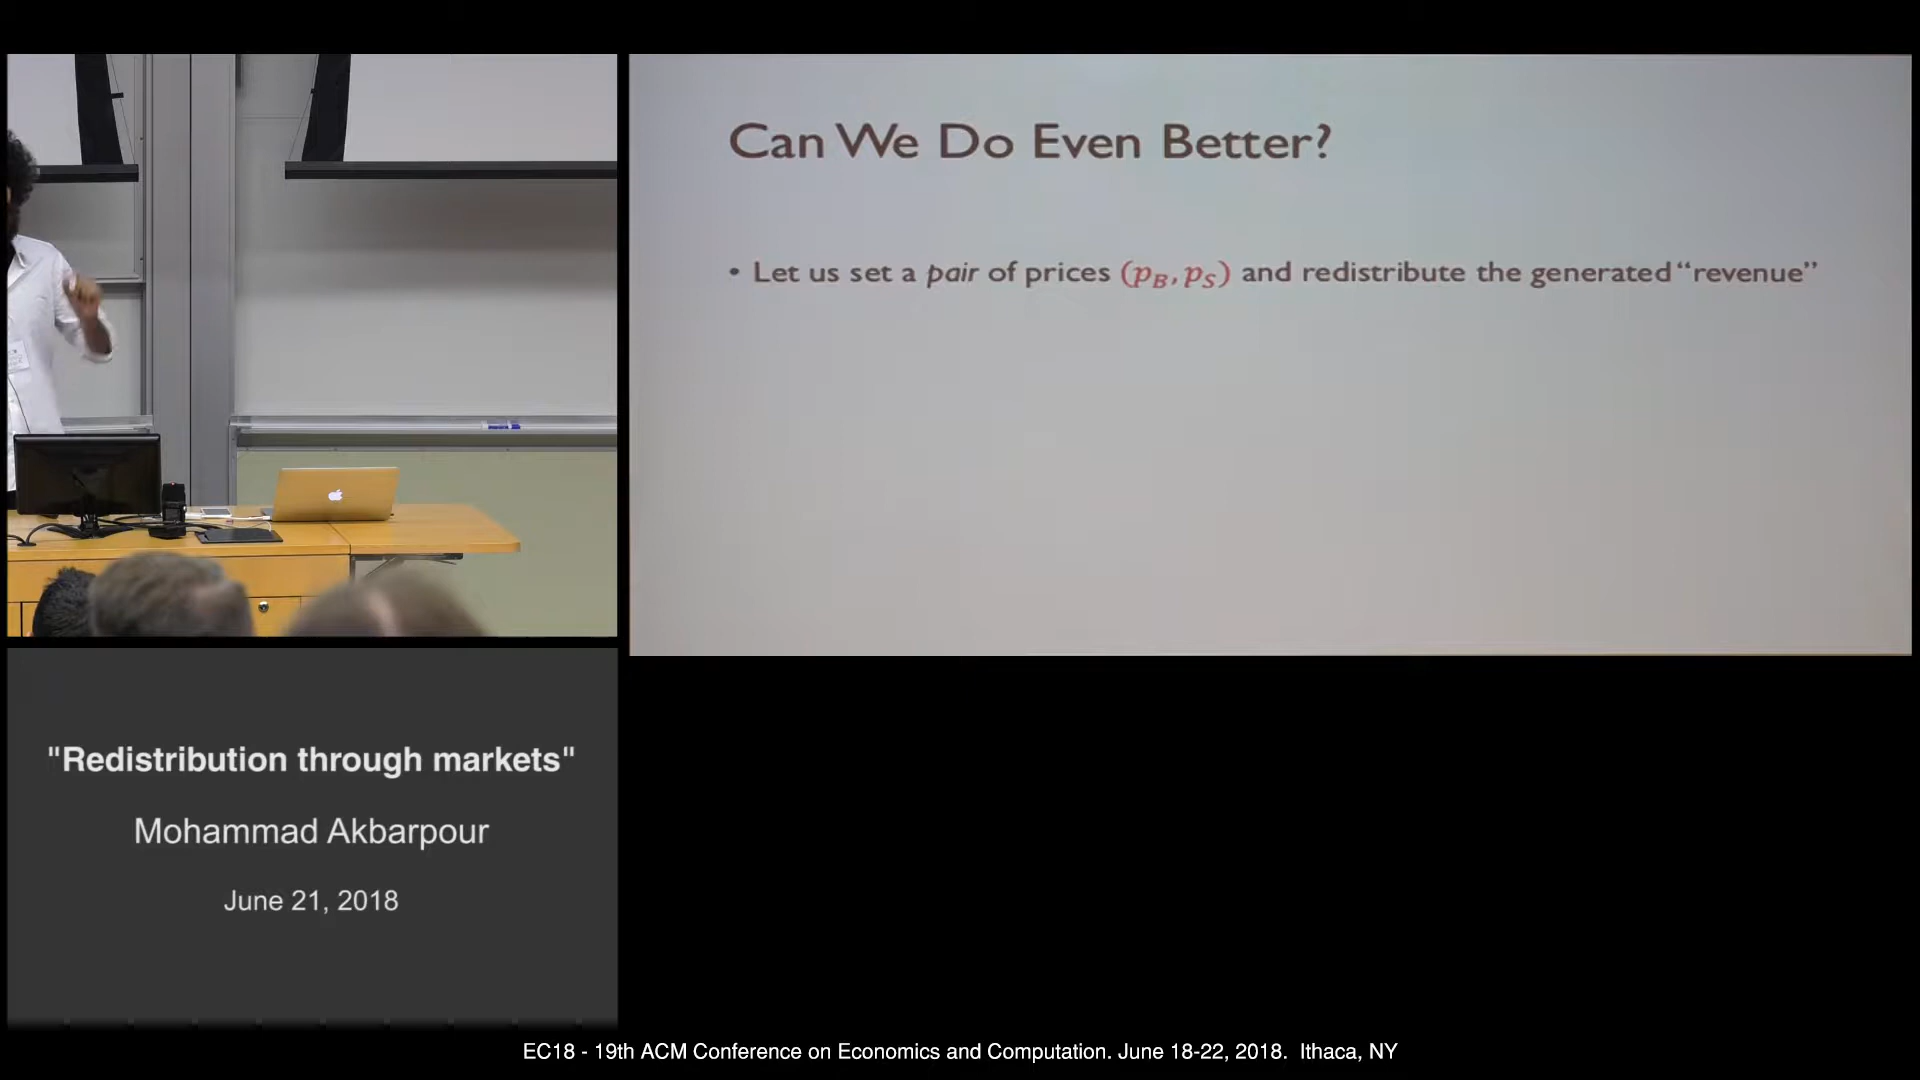 Can We Do Even Better?
• Let us set a pair of prices (p_B, p_S) and redistribute the generated “revenue”
"Redistribution through markets"
Mohammad Akbarpour
June 21, 2018
EC18 - 19th ACM Conference on Economics and Computation. June 18-22, 2018. Ithaca, NY